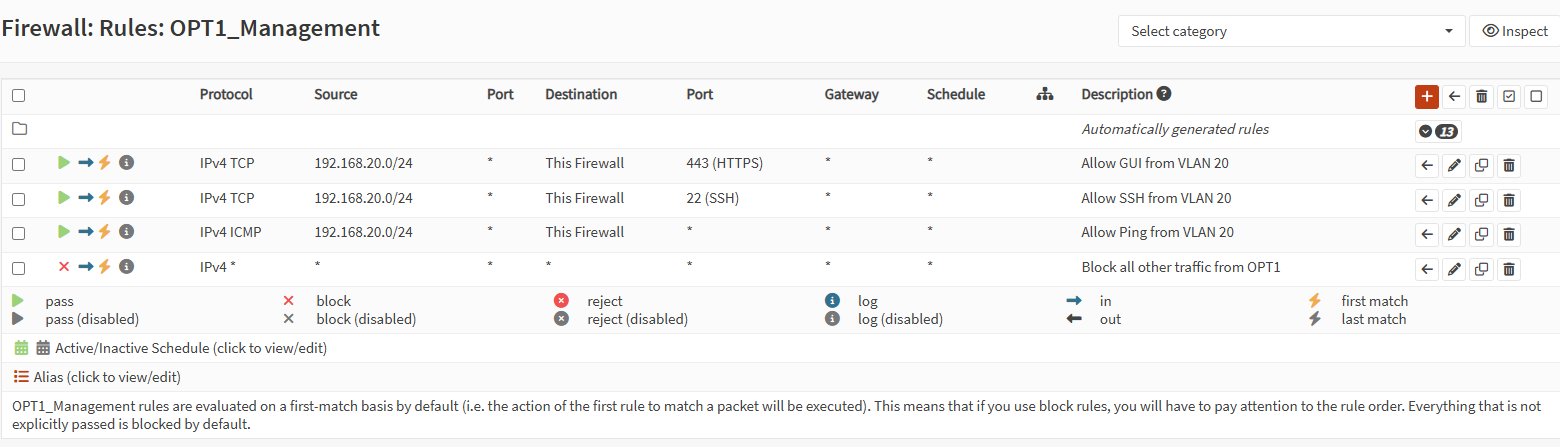 Firewall: Rules: OPT1_Management
Select category Inspect
Protocol Source Port Destination Port Gateway Schedule Description ?
Automatically generated rules 13
IPv4 TCP 192.168.20.0/24 * This Firewall 443 (HTTPS) * * Allow GUI from VLAN 20
IPv4 TCP 192.168.20.0/24 * This Firewall 22 (SSH) * * Allow SSH from VLAN 20
IPv4 ICMP 192.168.20.0/24 * This Firewall * * * Allow Ping from VLAN 20
IPv4 * * * * * * * Block all other traffic from OPT1
pass block reject log in first match
pass (disabled) block (disabled) reject (disabled) log (disabled) out last match
Active/Inactive Schedule (click to view/edit)
Alias (click to view/edit)
OPT1_Management rules are evaluated on a first-match basis by default (i.e. the action of the first rule to match a packet will be executed). This means that if you use block rules, you will have to pay attention to the rule order. Everything that is not
explicitly passed is blocked by default.